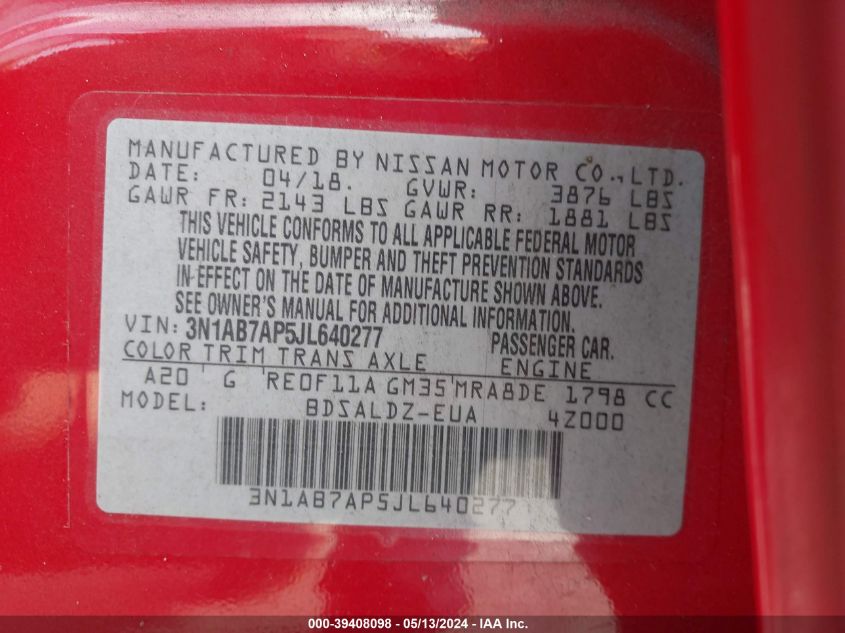 MANUFACTURED BY NISSAN MOTOR CO., LTD.
DATE: 04/18. GVWR: 3876 LBS
GAWR FR: 2143 LBS GAWR RR: 1881 LBS
THIS VEHICLE CONFORMS TO ALL APPLICABLE FEDERAL MOTOR
VEHICLE SAFETY, BUMPER AND THEFT PREVENTION STANDARDS
IN EFFECT ON THE DATE OF MANUFACTURE SHOWN ABOVE.
SEE OWNER'S MANUAL FOR ADDITIONAL INFORMATION.
VIN: 3N1AB7AP5JL640277 PASSENGER CAR.
COLOR TRIM TRANS AXLE ENGINE
A20 G RE0F11A GM35 MRA8DE 1798 CC
MODEL: BDSALDZ-EUA 4Z000
3N1AB7AP5JL640277
000-39408098 - 05/13/2024 - IAA Inc.